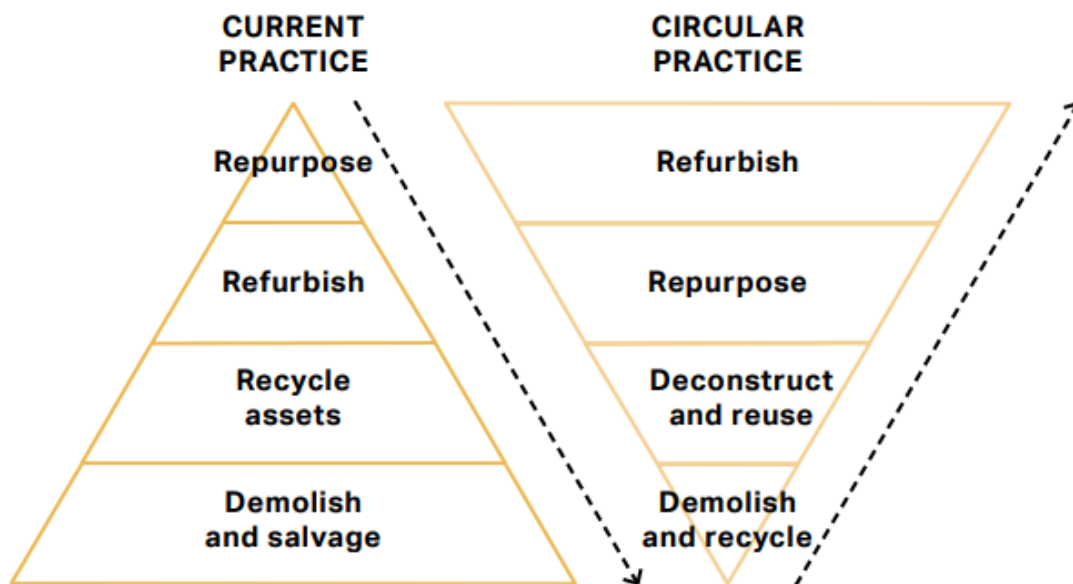 CURRENT
PRACTICE
Repurpose
Refurbish
Recycle
assets
Demolish
and salvage
CIRCULAR
PRACTICE
Refurbish
Repurpose
Deconstruct
and reuse
Demolish
and recycle